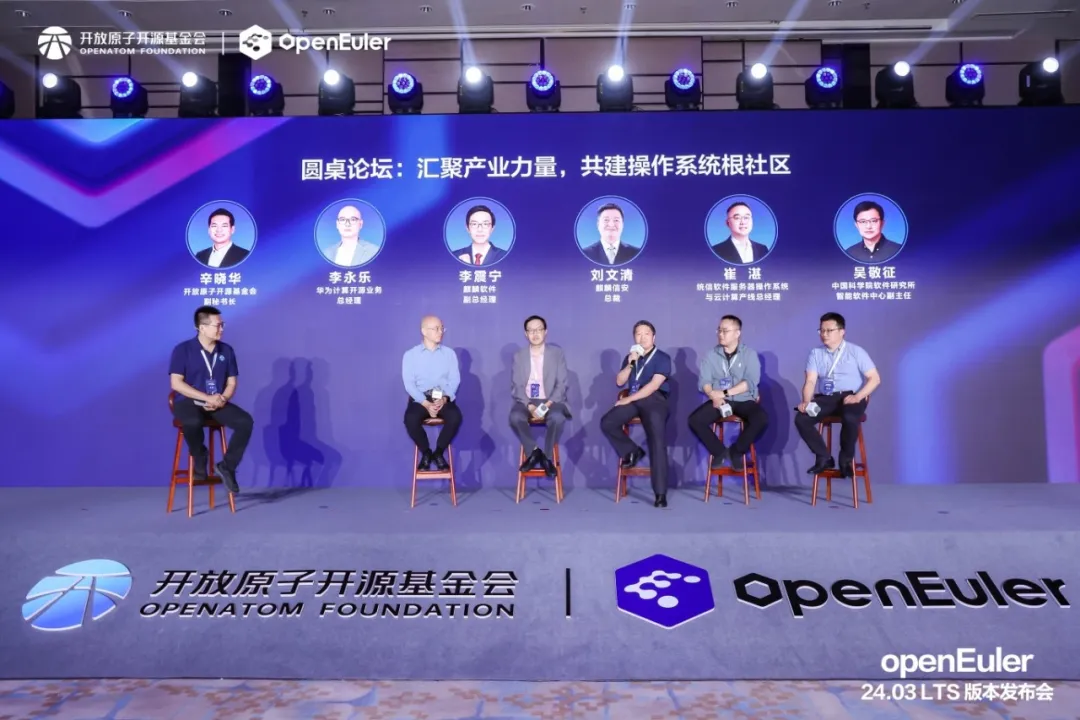 开放原子开源基金会
OPENATOM FOUNDATION
OpenEuler
圆桌论坛：汇聚产业力量，共建操作系统根社区
辛晓华
开放原子开源基金会
副秘书长
李永乐
华为计算开源业务
总经理
李震宁
麒麟软件
副总经理
刘文清
麒麟信安
总裁
崔 湛
统信软件服务器操作系统
与云计算产线总经理
吴敬征
中国科学院软件研究所
智能软件中心副主任
开放原子开源基金会
OPENATOM FOUNDATION
OpenEuler
openEuler
24.03 LTS 版本发布会